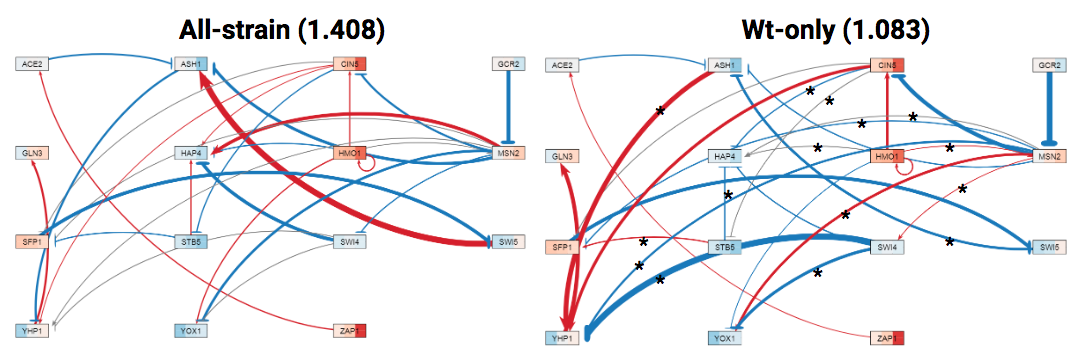 All-strain (1.408)
Wt-only (1.083)
ACE2
ASH1
CIN5
GCR2
GLN3
HAP4
HMO1
MSN2
SFP1
STB5
SWI4
SWI5
YHP1
YOX1
ZAP1
ACE2
ASH1
CIN5
GCR2
GLN3
HAP4
HMO1
MSN2
SFP1
STB5
SWI4
SWI5
YHP1
YOX1
ZAP1